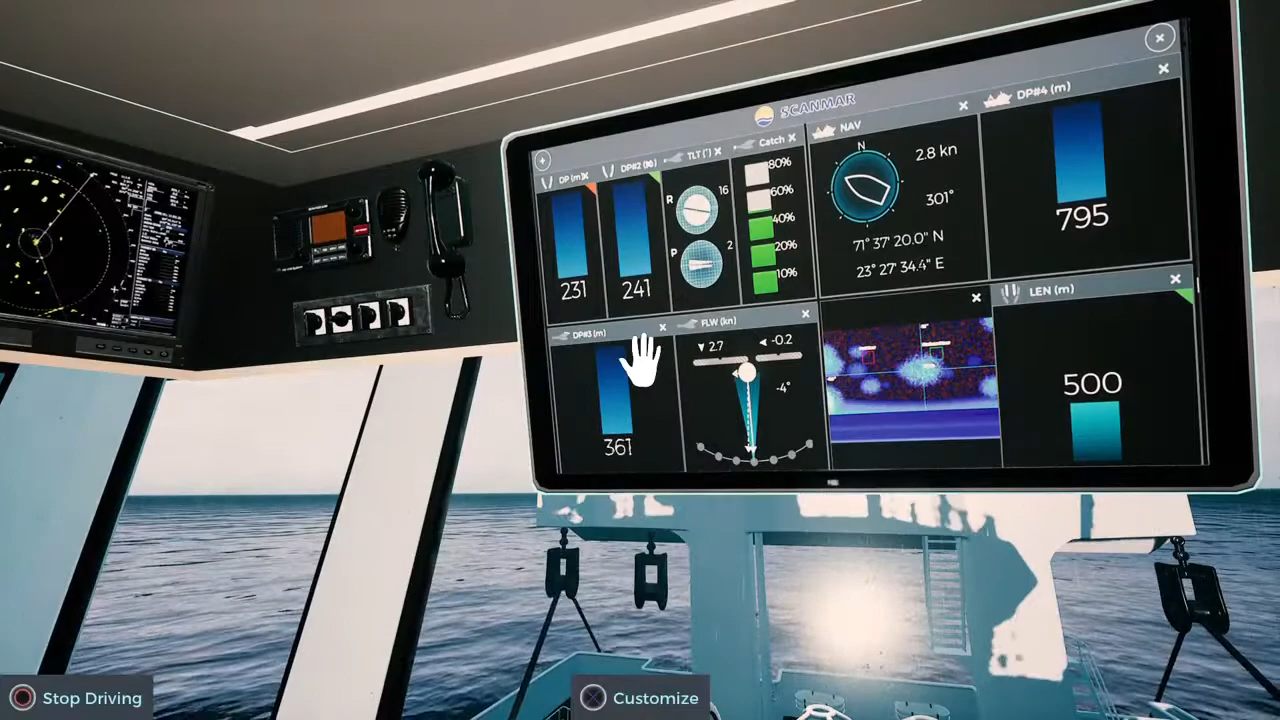 SCANMAR
DP (m)
DP#2 (m)
TLT (°)
Catch
NAV
DP#4 (m)
R
16
P
2
80%
60%
40%
20%
10%
N
2.8 kn
301°
71° 37' 20.0" N
23° 27' 34.4" E
795
231
241
DP#3 (m)
FLW (kn)
LEN (m)
2.7
-0.2
-4°
361
500
Stop Driving
Customize